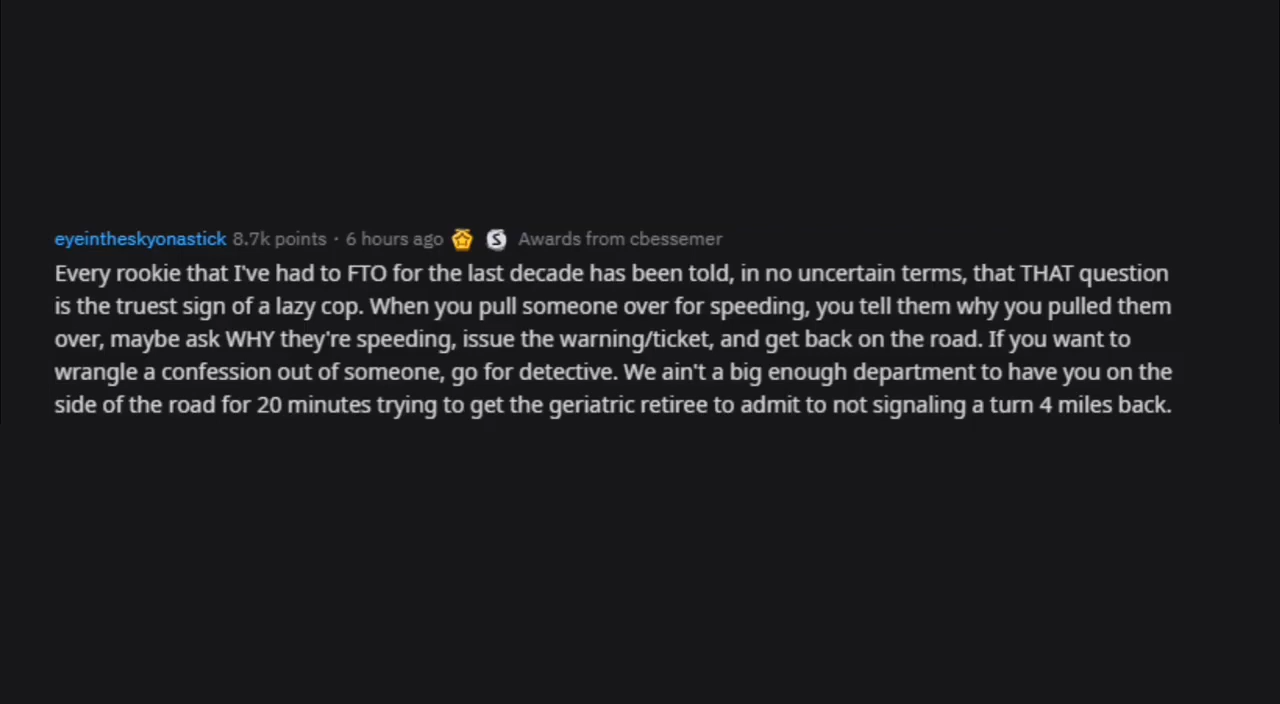 eyeintheskyonastick 8.7k points · 6 hours ago S Awards from cbessemer
Every rookie that I've had to FTO for the last decade has been told, in no uncertain terms, that THAT question
is the truest sign of a lazy cop. When you pull someone over for speeding, you tell them why you pulled them
over, maybe ask WHY they're speeding, issue the warning/ticket, and get back on the road. If you want to
wrangle a confession out of someone, go for detective. We ain't a big enough department to have you on the
side of the road for 20 minutes trying to get the geriatric retiree to admit to not signaling a turn 4 miles back.